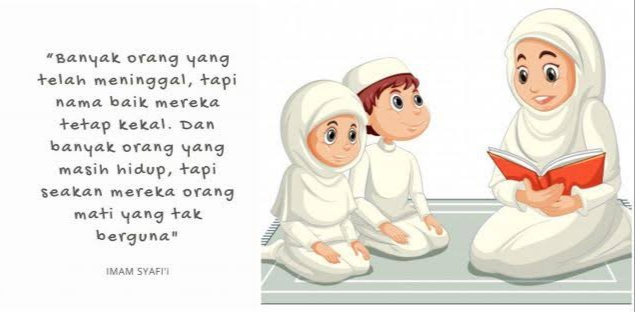 "Banyak orang yang
telah meninggal, tapi
nama baik mereka
tetap kekal. Dan
banyak orang yang
masih hidup, tapi
seakan mereka orang
mati yang tak
berguna"
IMAM SYAFI'i